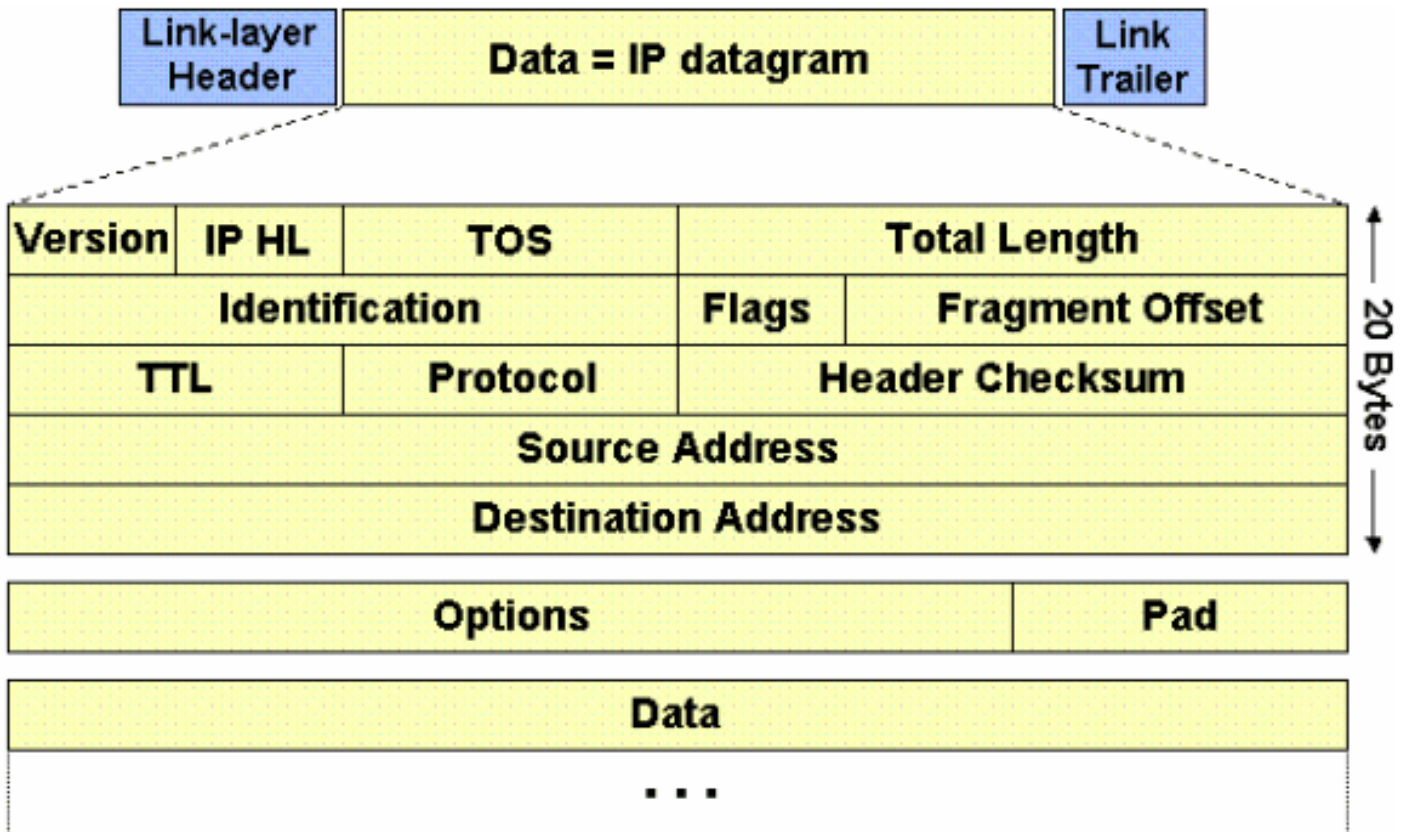 Link-layer
Header
Data = IP datagram
Link
Trailer
Version IP HL TOS Total Length
Identification Flags Fragment Offset
TTL Protocol Header Checksum
Source Address
Destination Address
20 Bytes
Options Pad
Data
...